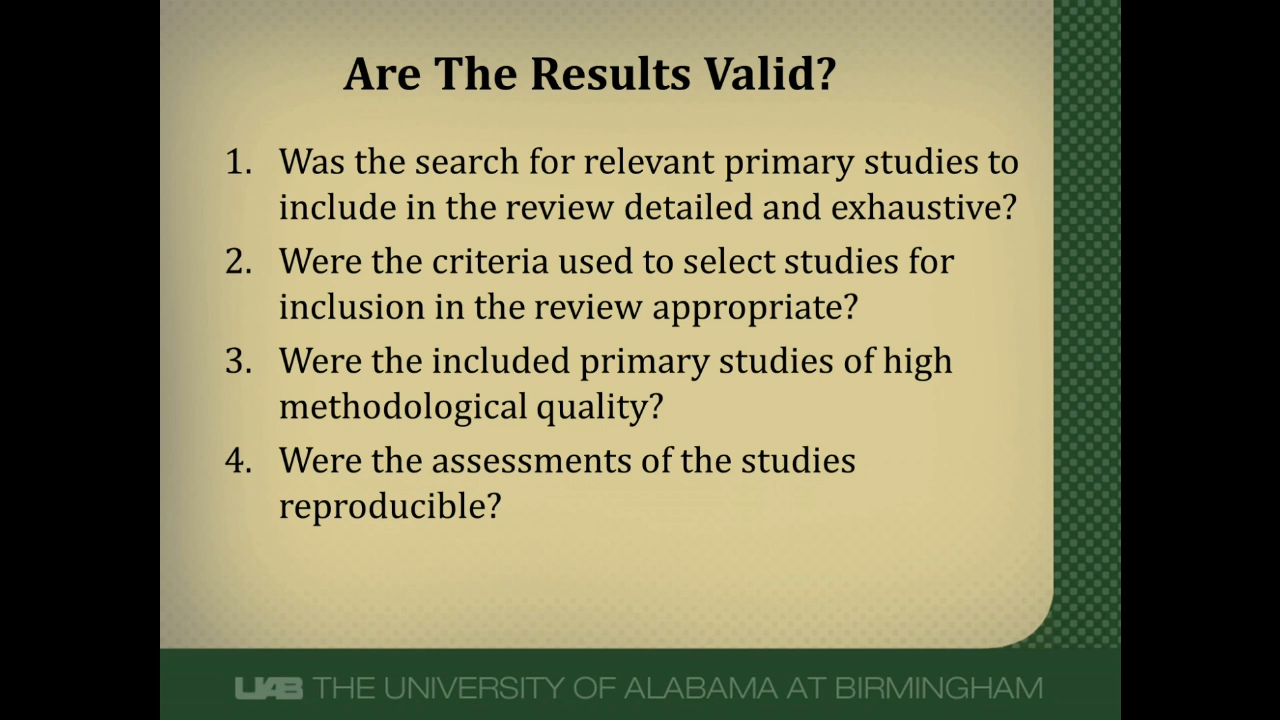 Are The Results Valid?
1. Was the search for relevant primary studies to
include in the review detailed and exhaustive?
2. Were the criteria used to select studies for
inclusion in the review appropriate?
3. Were the included primary studies of high
methodological quality?
4. Were the assessments of the studies
reproducible?
UAB THE UNIVERSITY OF ALABAMA AT BIRMINGHAM